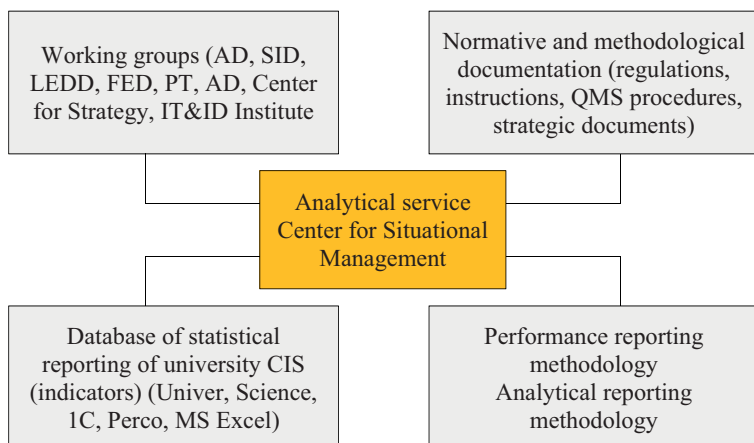 Working groups (AD, SID,
LEDD, FED, PT, AD, Center
for Strategy, IT&ID Institute
Normative and methodological
documentation (regulations,
instructions, QMS procedures,
strategic documents)
Analytical service
Center for Situational
Management
Database of statistical
reporting of university CIS
(indicators) (Univer, Science,
1C, Perco, MS Excel)
Performance reporting
methodology
Analytical reporting
methodology